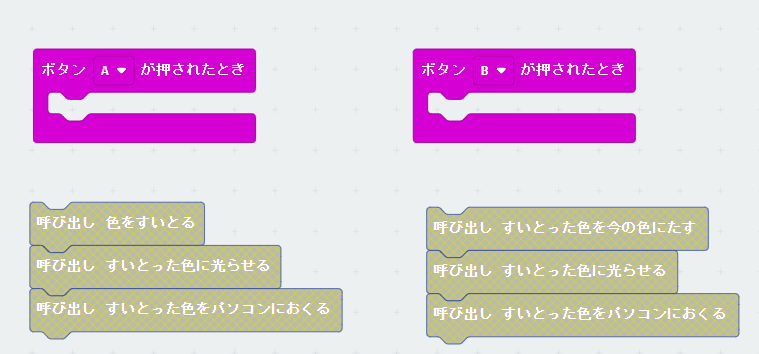 ボタン A が押されたとき
ボタン B が押されたとき
呼び出し 色をすいとる
呼び出し すいとった色に光らせる
呼び出し すいとった色をパソコンにおくる
呼び出し すいとった色を今の色にたす
呼び出し すいとった色に光らせる
呼び出し すいとった色をパソコンにおくる